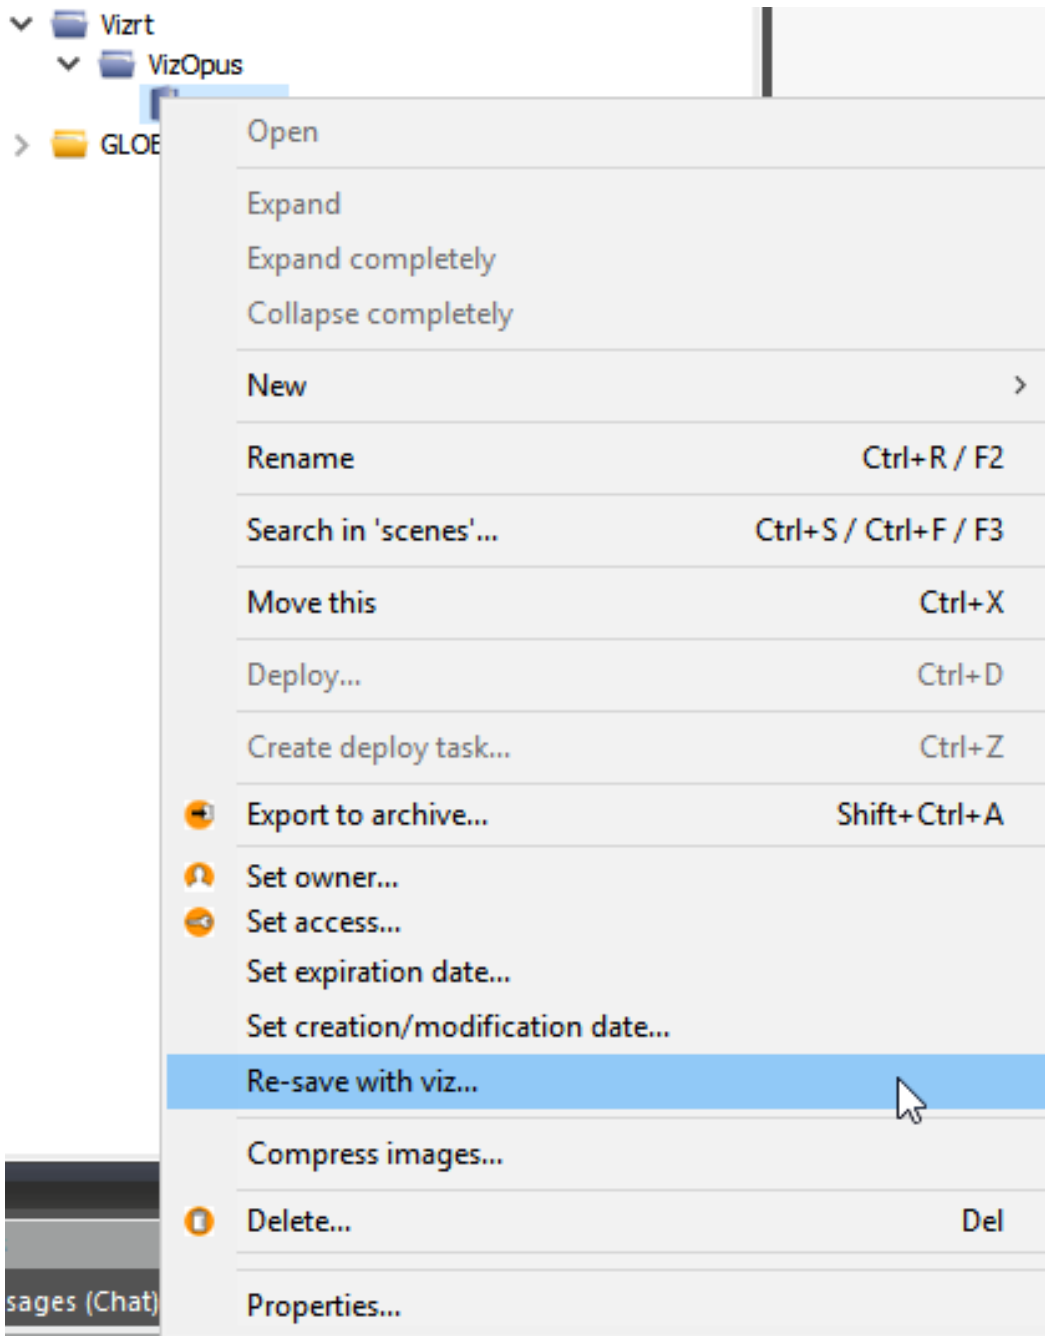 Vizrt
VizOpus
GLOB
Open
Expand
Expand completely
Collapse completely
New
Rename Ctrl+R / F2
Search in 'scenes'... Ctrl+S / Ctrl+F / F3
Move this Ctrl+X
Deploy... Ctrl+D
Create deploy task... Ctrl+Z
Export to archive... Shift+Ctrl+A
Set owner...
Set access...
Set expiration date...
Set creation/modification date...
Re-save with viz...
Compress images...
Delete... Del
sages (Chat)
Properties...